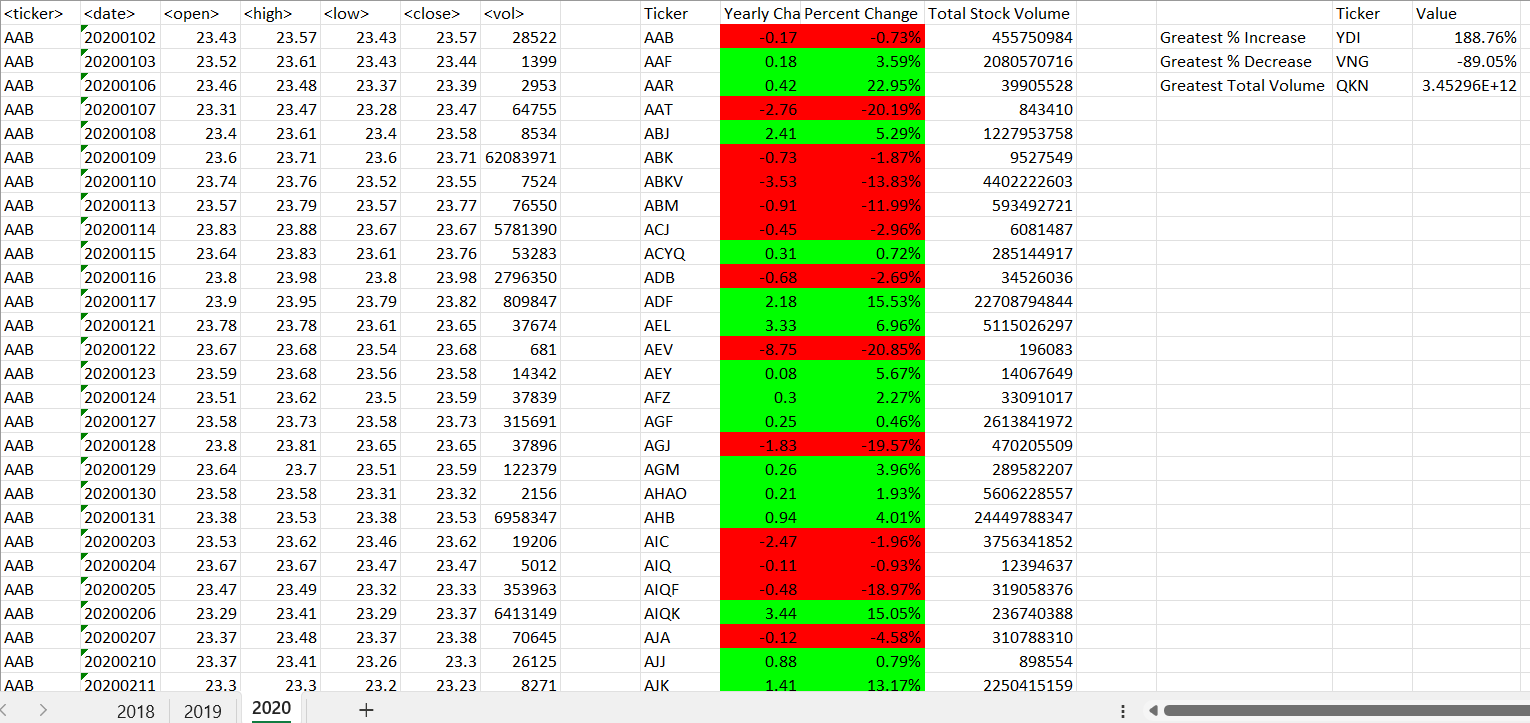 <ticker> <date> <open> <high> <low> <close> <vol> Ticker Yearly Cha Percent Change Total Stock Volume Ticker Value
AAB 20200102 23.43 23.57 23.43 23.57 28522 AAB -0.17 -0.73% 455750984 Greatest % Increase YDI 188.76%
AAB 20200103 23.52 23.61 23.43 23.44 1399 AAF 0.18 3.59% 2080570716 Greatest % Decrease VNG -89.05%
AAB 20200106 23.46 23.48 23.37 23.39 2953 AAR 0.42 22.95% 39905528 Greatest Total Volume QKN 3.45296E+12
AAB 20200107 23.31 23.47 23.28 23.47 64755 AAT -2.76 -20.19% 843410
AAB 20200108 23.4 23.61 23.4 23.58 8534 ABJ 2.41 5.29% 1227953758
AAB 20200109 23.6 23.71 23.6 23.71 62083971 ABK -0.73 -1.87% 9527549
AAB 20200110 23.74 23.76 23.52 23.55 7524 ABKV -3.53 -13.83% 4402222603
AAB 20200113 23.57 23.79 23.57 23.77 76550 ABM -0.91 -11.99% 593492721
AAB 20200114 23.83 23.88 23.67 23.67 5781390 ACJ -0.45 -2.96% 6081487
AAB 20200115 23.64 23.83 23.61 23.76 53283 ACYQ 0.31 0.72% 285144917
AAB 20200116 23.8 23.98 23.8 23.98 2796350 ADB -0.68 -2.69% 34526036
AAB 20200117 23.9 23.95 23.79 23.82 809847 ADF 2.18 15.53% 22708794844
AAB 20200121 23.78 23.78 23.61 23.65 37674 AEL 3.33 6.96% 5115026297
AAB 20200122 23.67 23.68 23.54 23.68 681 AEV -8.75 -20.85% 196083
AAB 20200123 23.59 23.68 23.56 23.58 14342 AEY 0.08 5.67% 14067649
AAB 20200124 23.51 23.62 23.5 23.59 37839 AFZ 0.3 2.27% 33091017
AAB 20200127 23.58 23.73 23.58 23.73 315691 AGF 0.25 0.46% 2613841972
AAB 20200128 23.8 23.81 23.65 23.65 37896 AGJ -1.83 -19.57% 470205509
AAB 20200129 23.64 23.7 23.51 23.59 122379 AGM 0.26 3.96% 289582207
AAB 20200130 23.58 23.58 23.31 23.32 2156 AHAO 0.21 1.93% 5606228557
AAB 20200131 23.38 23.53 23.38 23.53 6958347 AHB 0.94 4.01% 24449788347
AAB 20200203 23.53 23.62 23.46 23.62 19206 AIC -2.47 -1.96% 3756341852
AAB 20200204 23.67 23.67 23.47 23.47 5012 AIQ -0.11 -0.93% 12394637
AAB 20200205 23.47 23.49 23.32 23.33 353963 AIQF -0.48 -18.97% 319058376
AAB 20200206 23.29 23.41 23.29 23.37 6413149 AIQK 3.44 15.05% 236740388
AAB 20200207 23.37 23.48 23.37 23.38 70645 AJA -0.12 -4.58% 310788310
AAB 20200210 23.37 23.41 23.26 23.3 26125 AJJ 0.88 0.79% 898554
AAB 20200211 23.3 23.3 23.2 23.23 8271 AJK 1.41 13.17% 2250415159
2018 2019 2020